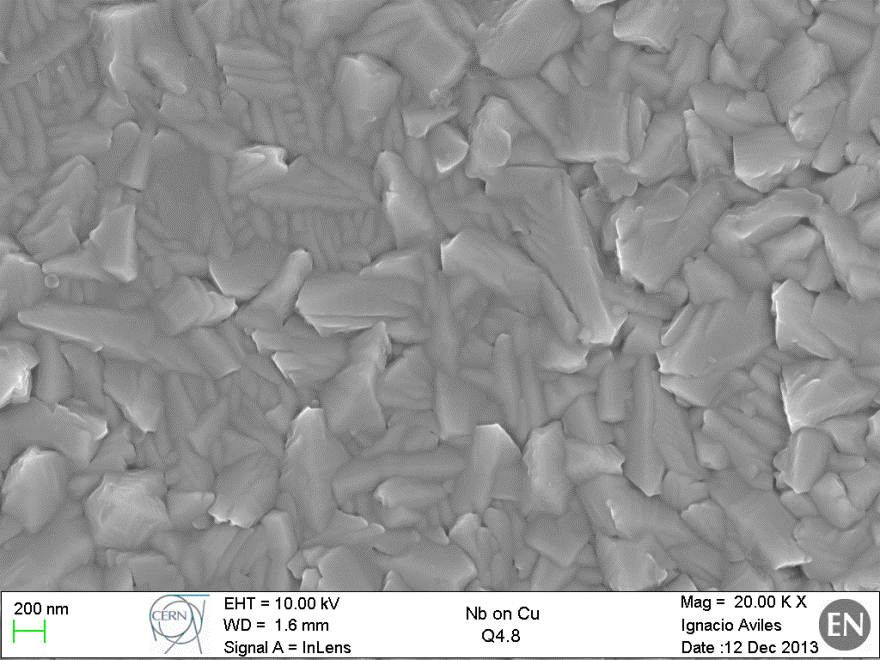 200 nm
CERN
EHT = 10.00 kV
WD = 1.6 mm
Signal A = InLens
Nb on Cu
Q4.8
Mag = 20.00 K X
Ignacio Aviles
Date :12 Dec 2013
EN